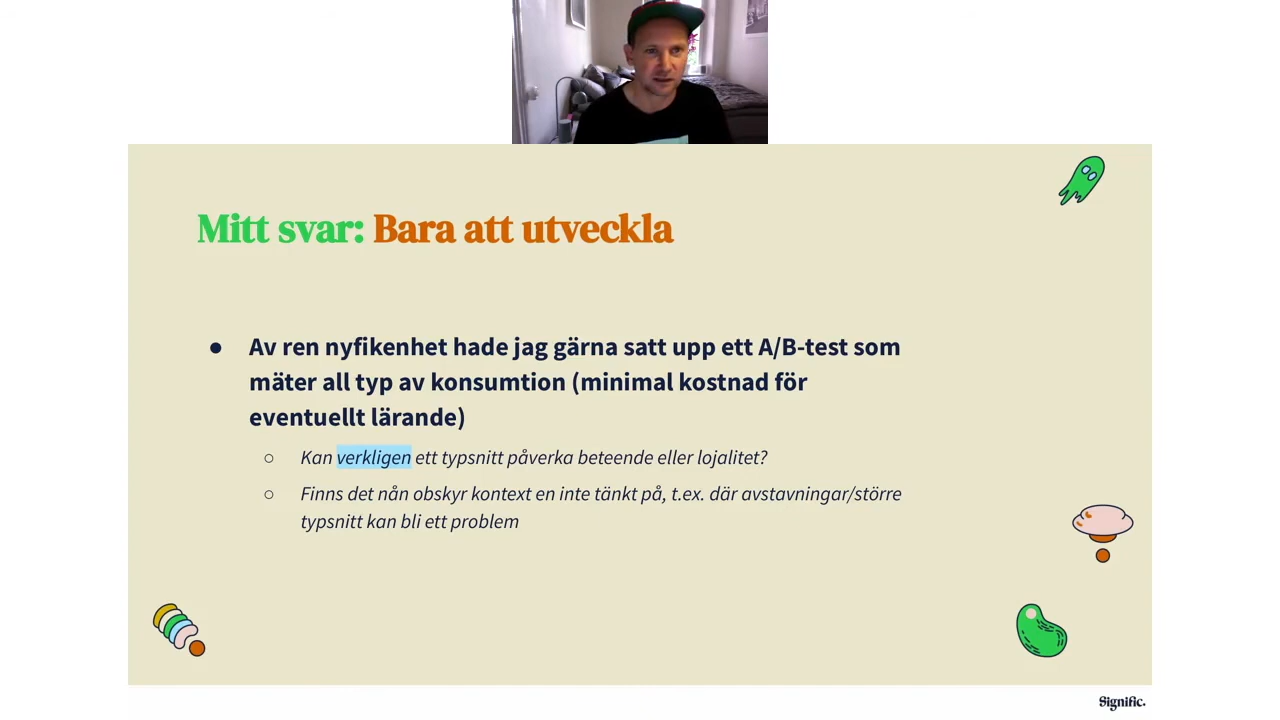 Mitt svar: Bara att utveckla
● Av ren nyfikenhet hade jag gärna satt upp ett A/B-test som
mäter all typ av konsumtion (minimal kostnad för
eventuellt lärande)
○ Kan verkligen ett typsnitt påverka beteende eller lojalitet?
○ Finns det nån obskyr kontext en inte tänkt på, t.ex. där avstavningar/större
typsnitt kan bli ett problem
Signific.